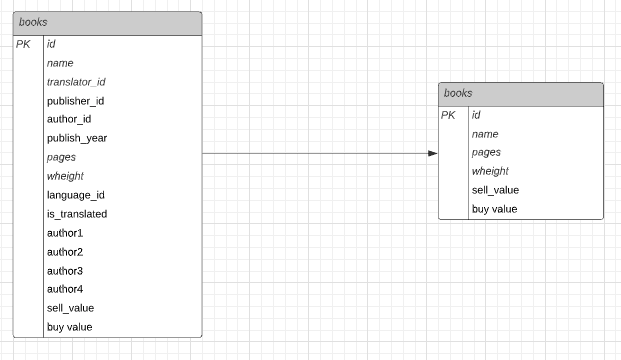 books
PK id
name
translator_id
publisher_id
author_id
publish_year
pages
wheight
language_id
is_translated
author1
author2
author3
author4
sell_value
buy value
books
PK id
name
pages
wheight
sell_value
buy value